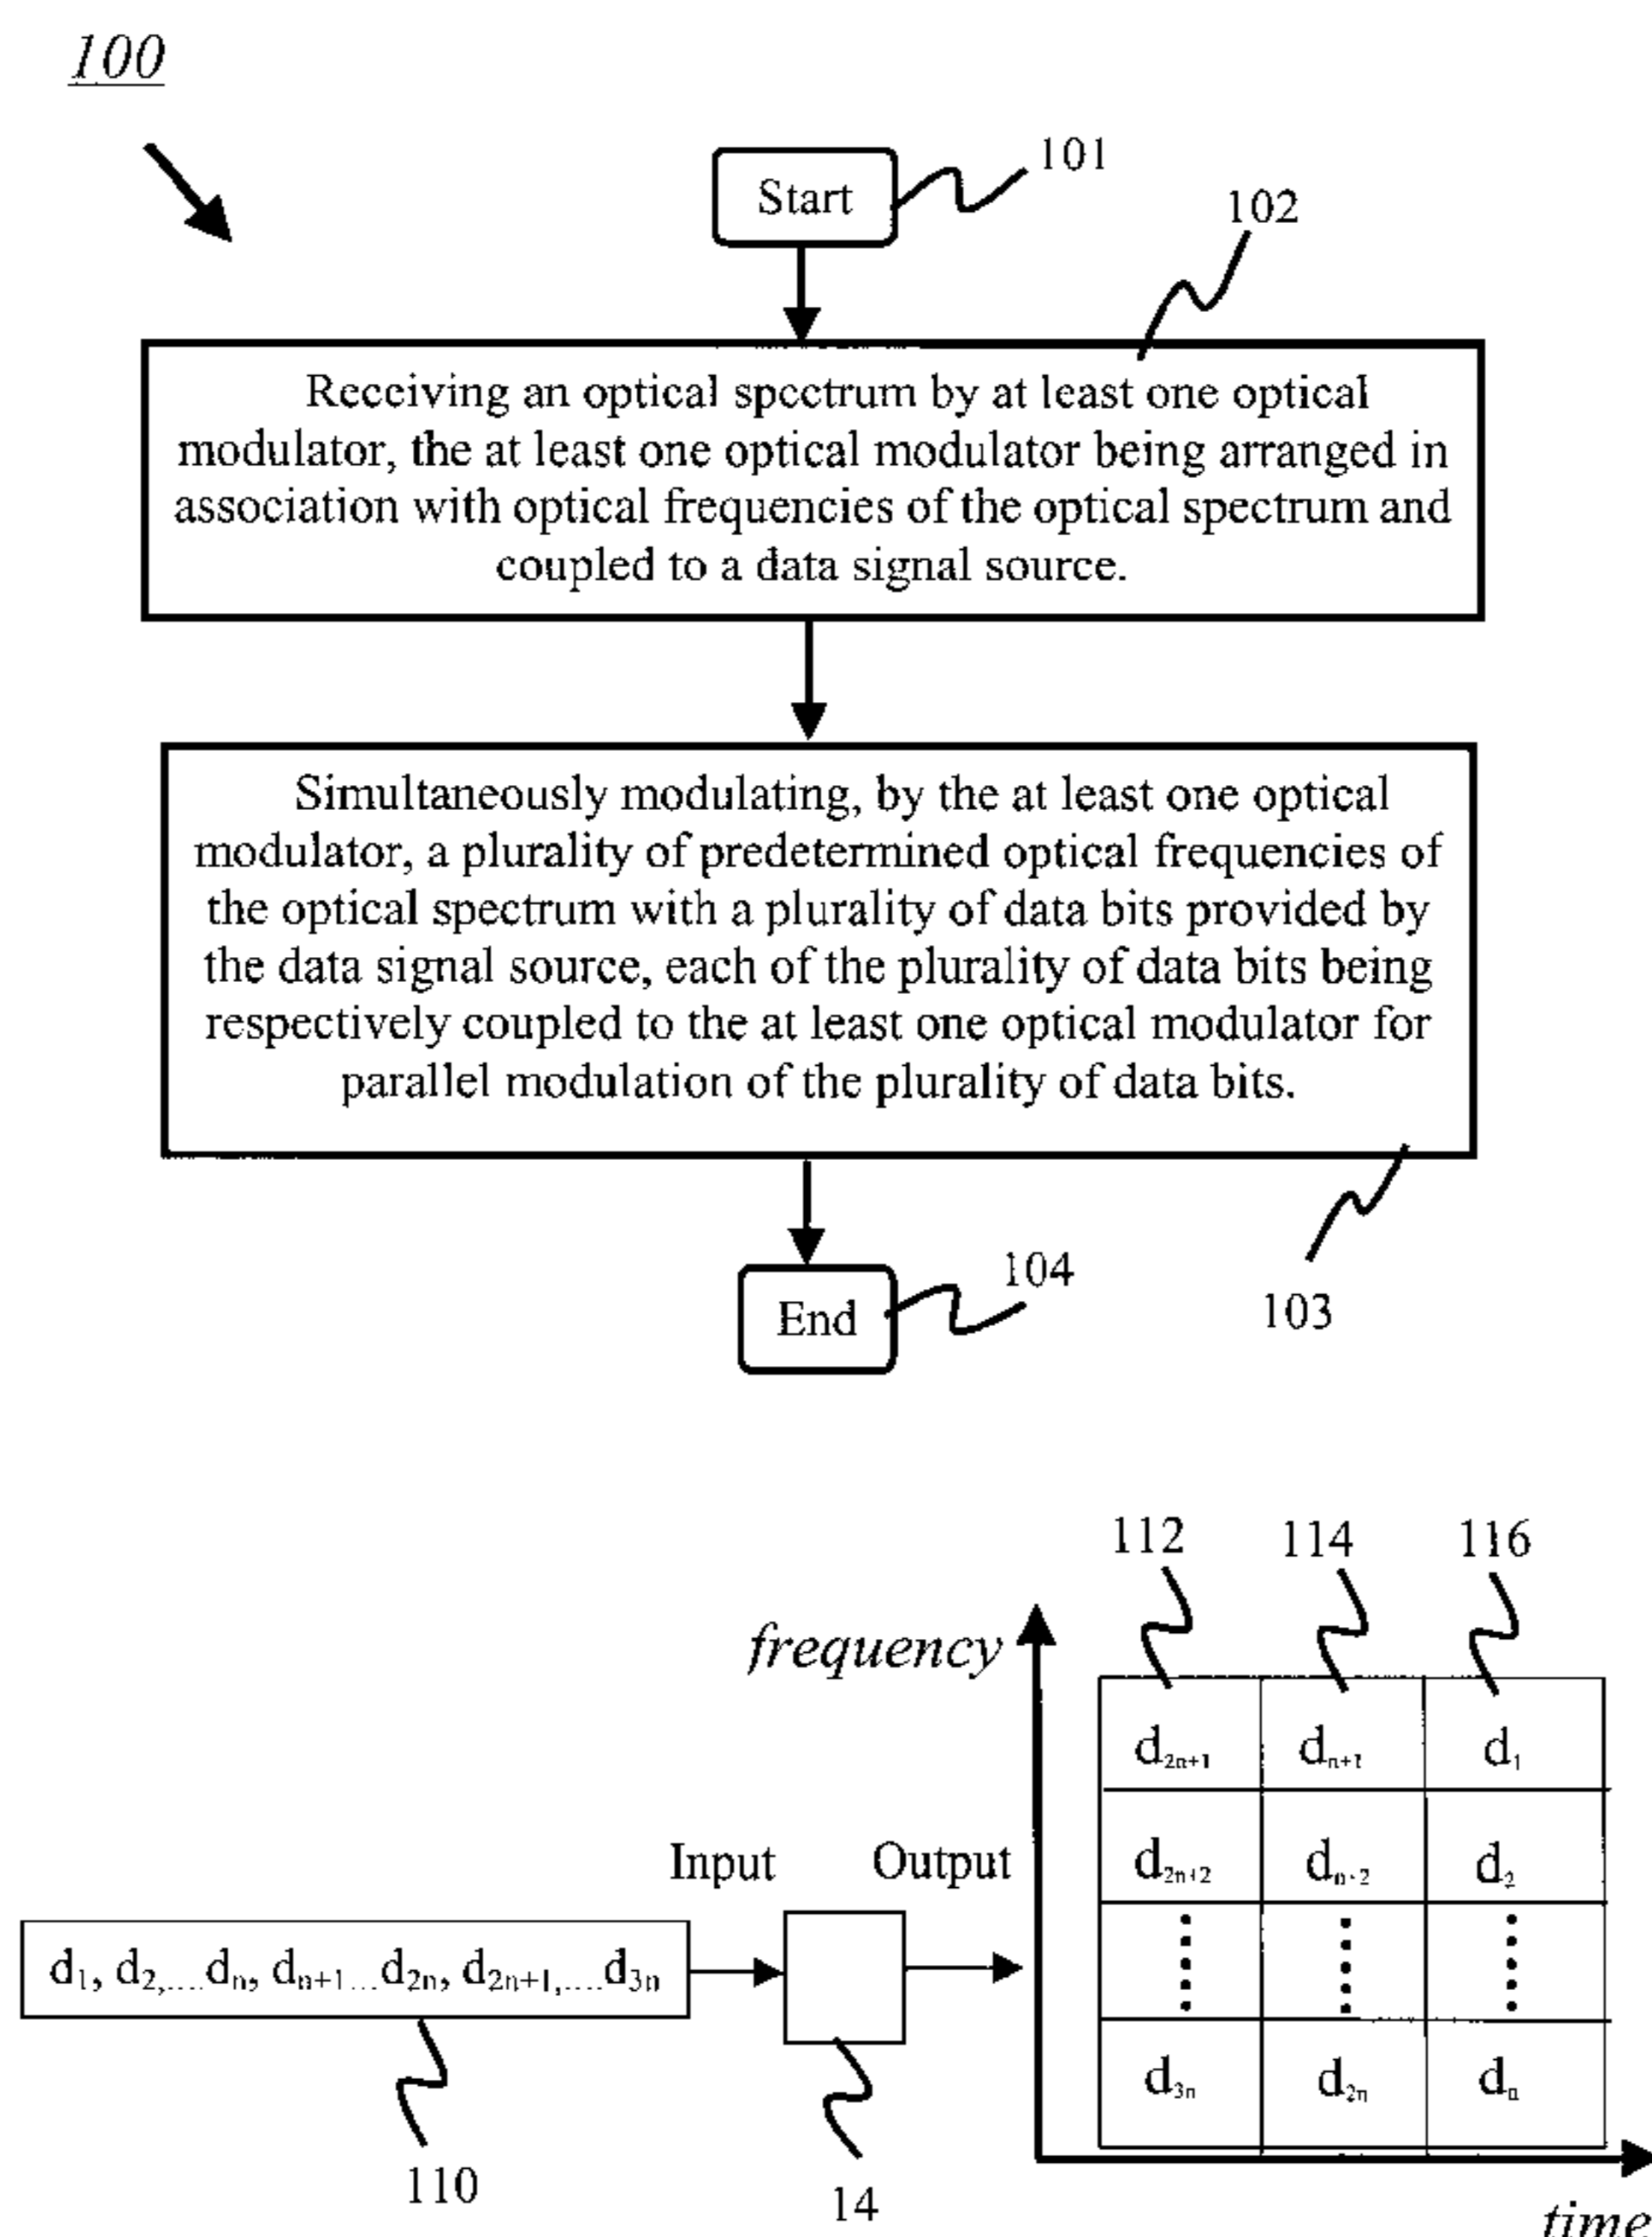 100
Start
101
102
Receiving an optical spectrum by at least one optical
modulator, the at least one optical modulator being arranged in
association with optical frequencies of the optical spectrum and
coupled to a data signal source.
Simultaneously modulating, by the at least one optical
modulator, a plurality of predetermined optical frequencies of
the optical spectrum with a plurality of data bits provided by
the data signal source, each of the plurality of data bits being
respectively coupled to the at least one optical modulator for
parallel modulation of the plurality of data bits.
End
104
103
112 114 116
frequency
d₂ₙ₊₁ dₙ₊₁ d₁
Input Output
d₂ₙ₊₂ dₙ₊₂ d₂
d₁, d₂,....dₙ, dₙ₊₁...d₂ₙ, d₂ₙ₊₁,....d₃ₙ
d₃ₙ d₂ₙ dₙ
110
14
time